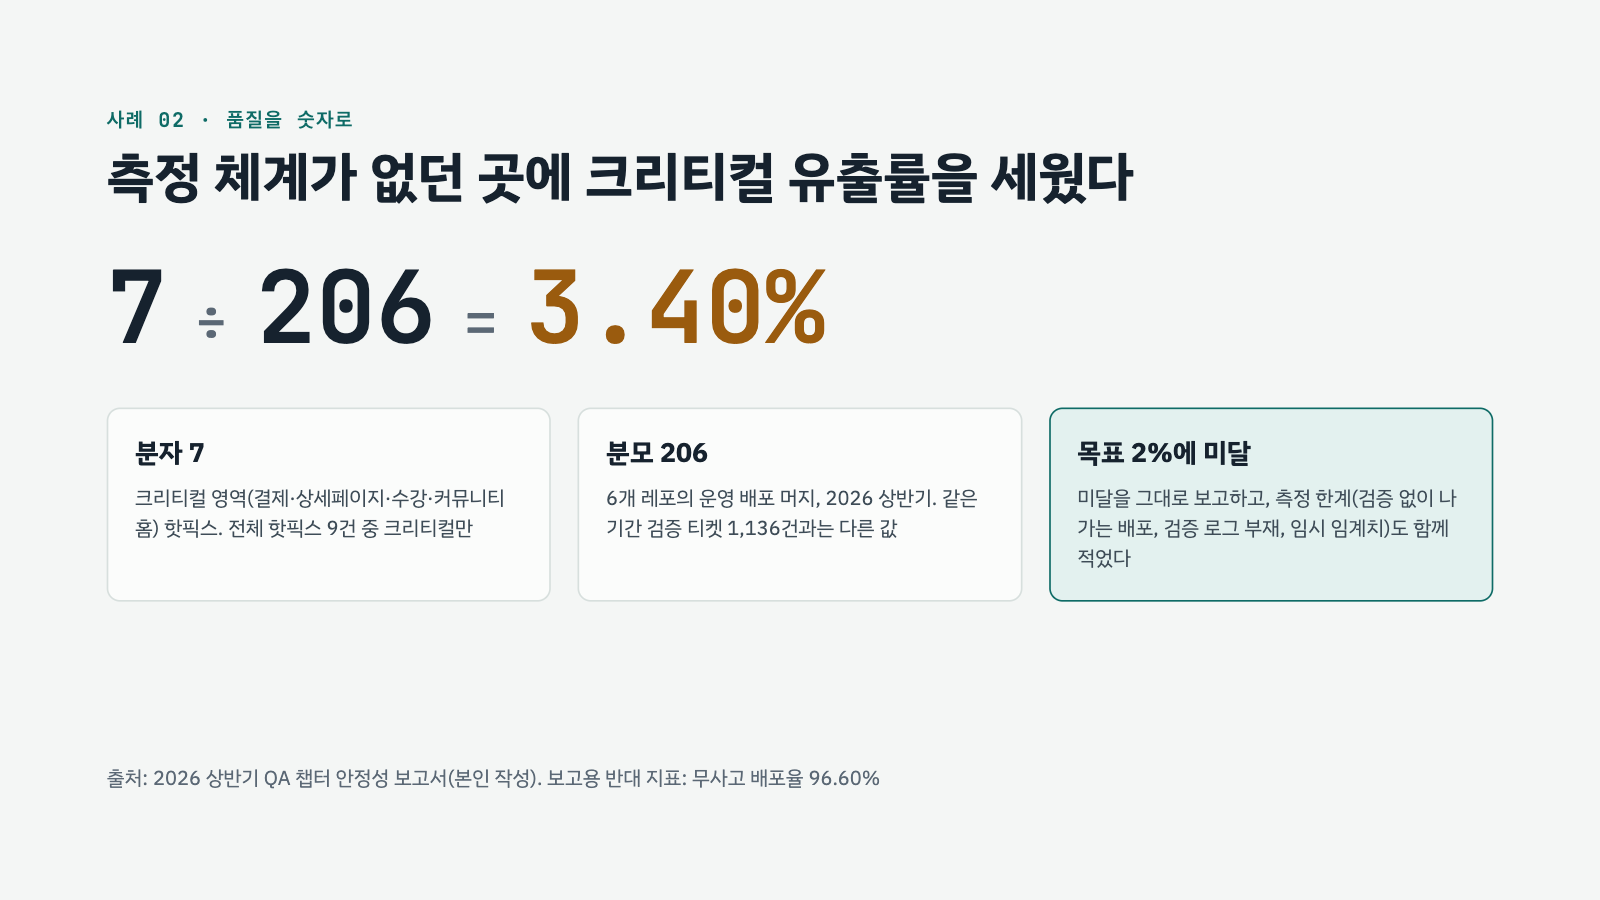 사례 02 · 품질을 숫자로
측정 체계가 없던 곳에 크리티컬 유출률을 세웠다
7 ÷ 206 = 3.40%
분자 7
크리티컬 영역(결제·상세페이지·수강·커뮤니티
홈) 핫픽스. 전체 핫픽스 9건 중 크리티컬만
분모 206
6개 레포의 운영 배포 머지, 2026 상반기. 같은
기간 검증 티켓 1,136건과는 다른 값
목표 2%에 미달
미달을 그대로 보고하고, 측정 한계(검증 없이 나
가는 배포, 검증 로그 부재, 임시 임계치)도 함께
적었다
출처: 2026 상반기 QA 챕터 안정성 보고서(본인 작성). 보고용 반대 지표: 무사고 배포율 96.60%